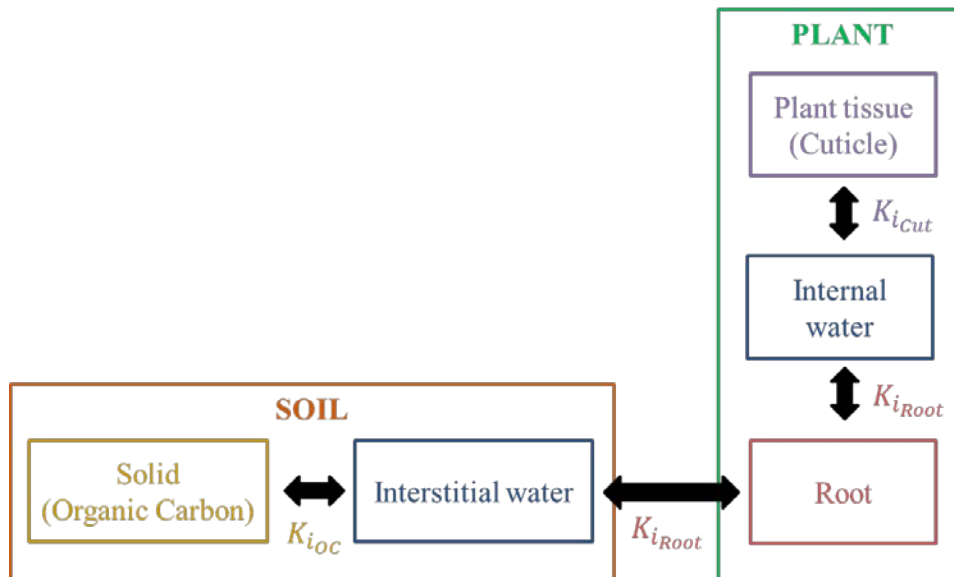 PLANT
Plant tissue
(Cuticle)
K_{i_{Cut}}
Internal
water
K_{i_{Root}}
SOIL
Solid
(Organic Carbon)
K_{i_{OC}}
Interstitial water
K_{i_{Root}}
Root